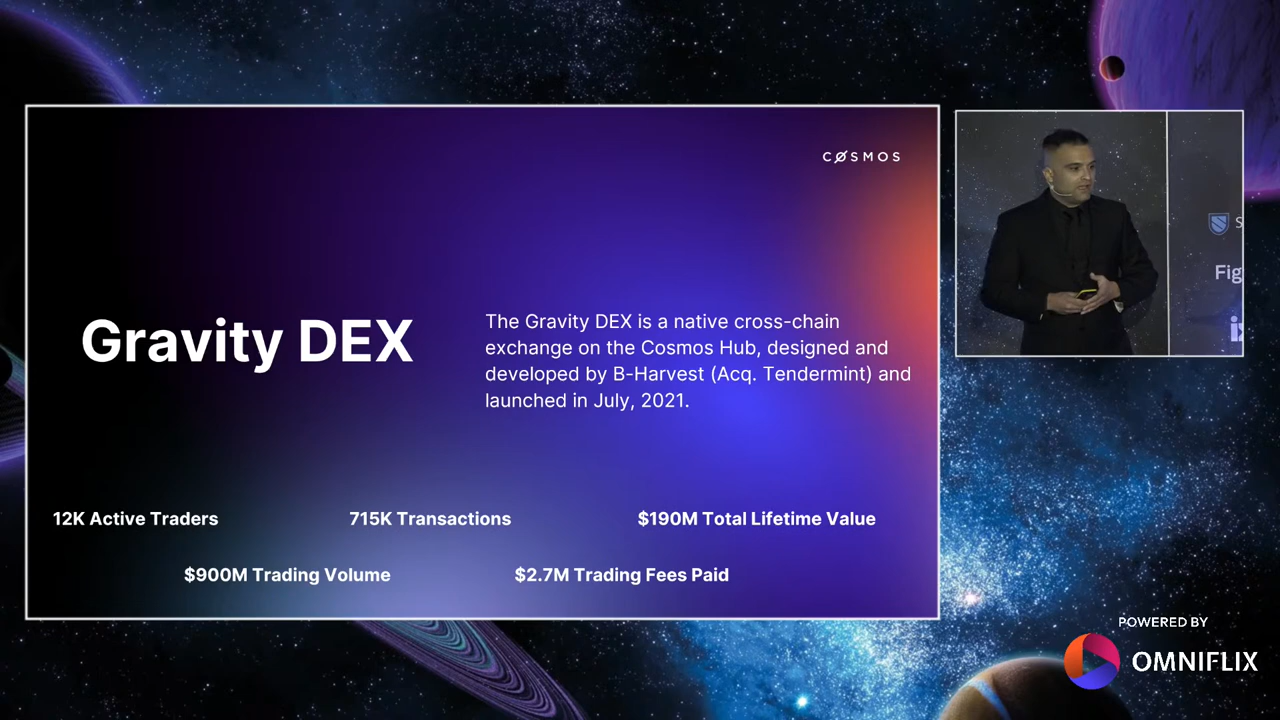 COSMOS
Gravity DEX
The Gravity DEX is a native cross-chain
exchange on the Cosmos Hub, designed and
developed by B-Harvest (Acq. Tendermint) and
launched in July, 2021.
12K Active Traders
715K Transactions
$190M Total Lifetime Value
$900M Trading Volume
$2.7M Trading Fees Paid
S
Fig
POWERED BY
OMNIFLIX